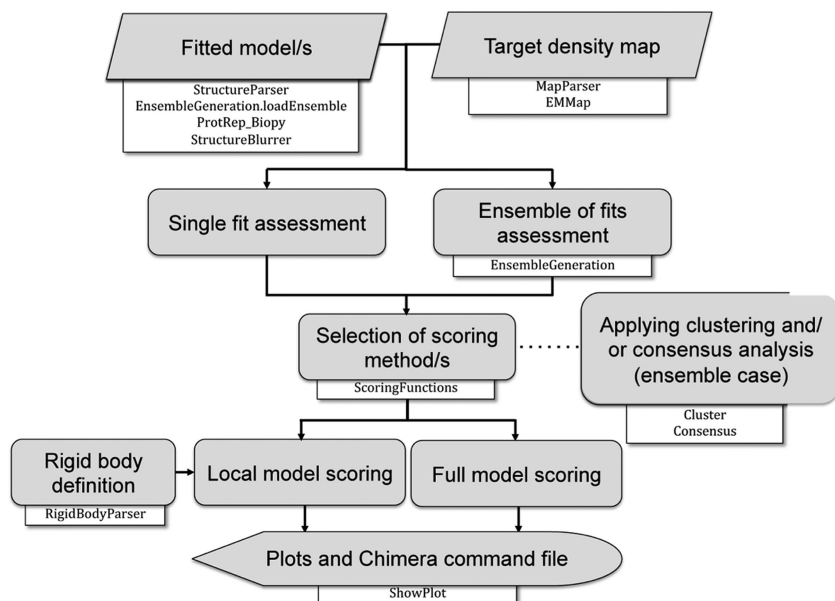 Fitted model/s
Target density map
StructureParser
EnsembleGeneration.loadEnsemble
ProtRep_Biopy
StructureBlurrer
MapParser
EMMap
Single fit assessment
Ensemble of fits
assessment
EnsembleGeneration
Selection of scoring
method/s
ScoringFunctions
Applying clustering and/
or consensus analysis
(ensemble case)
Cluster
Consensus
Rigid body
definition
RigidBodyParser
Local model scoring
Full model scoring
Plots and Chimera command file
ShowPlot